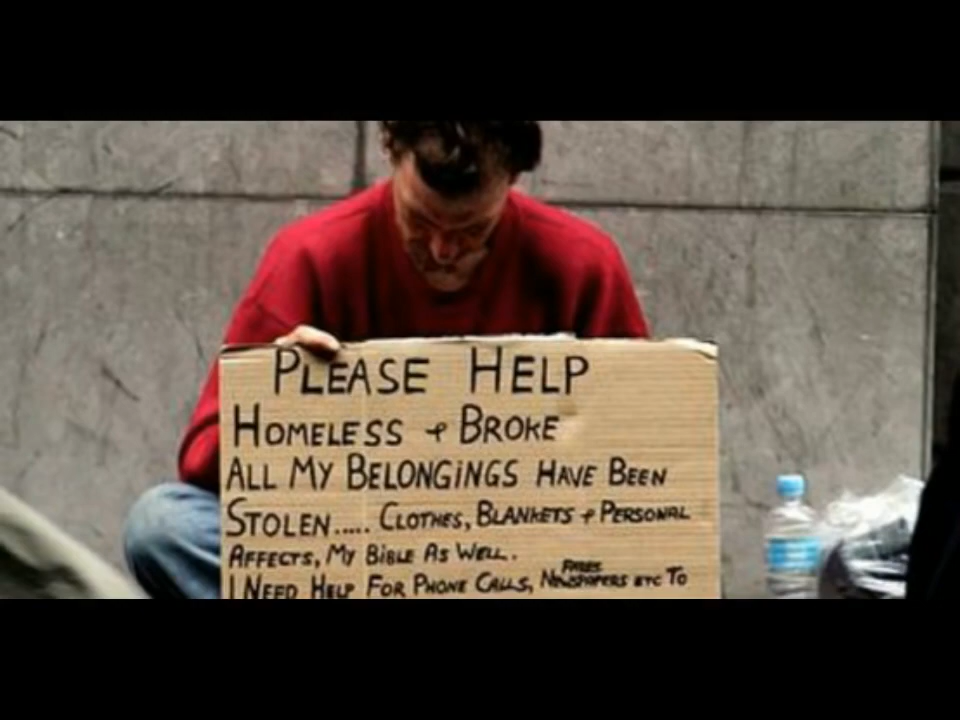 PLEASE HELP
HOMELESS & BROKE
ALL MY BELONGINGS HAVE BEEN
STOLEN..... CLOTHES, BLANKETS & PERSONAL
AFFECTS, MY BIBLE AS WELL.
FARES
I NEED HELP FOR PHONE CALLS, NEWSPAPERS ETC TO